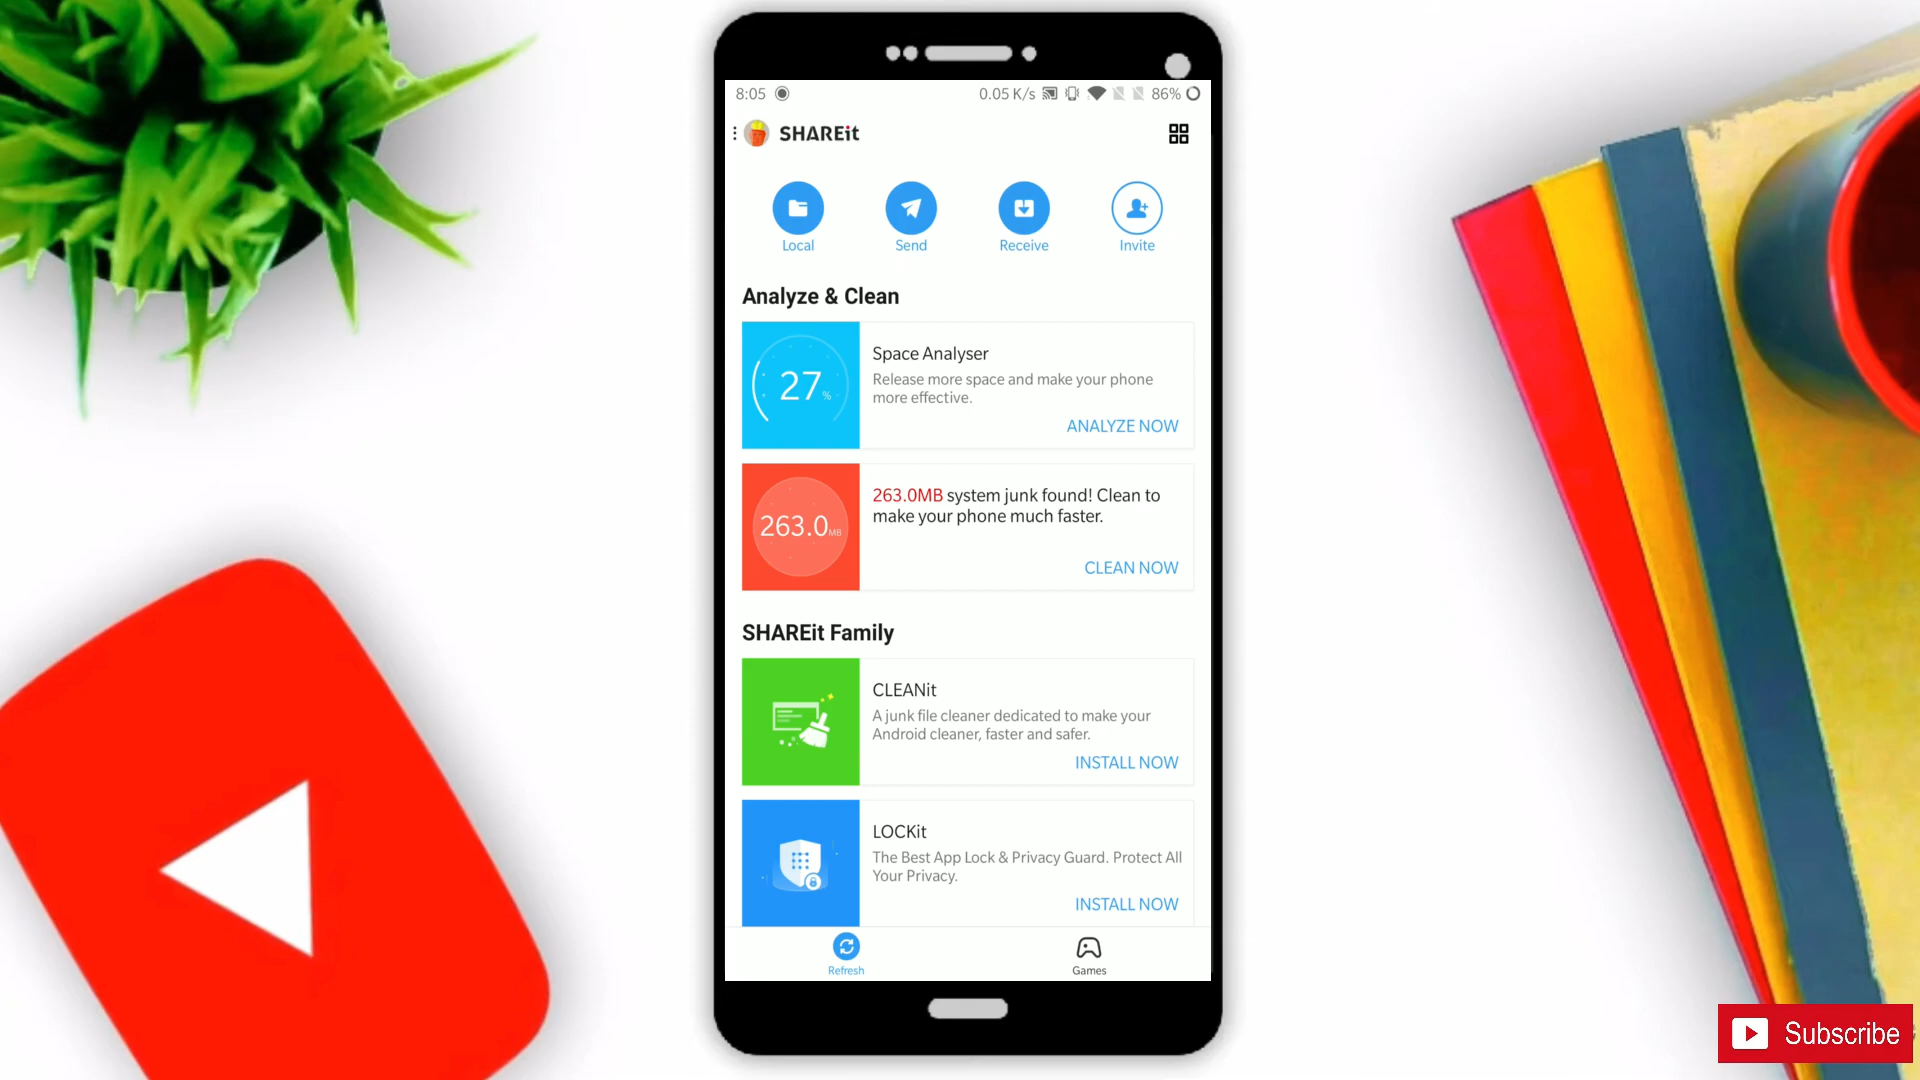 8:05
0.05 K/s
86%
SHAREit
Local
Send
Receive
Invite
Analyze & Clean
27%
Space Analyser
Release more space and make your phone
more effective.
ANALYZE NOW
263.0MB
263.0MB system junk found! Clean to
make your phone much faster.
CLEAN NOW
SHAREit Family
CLEANit
A junk file cleaner dedicated to make your
Android cleaner, faster and safer.
INSTALL NOW
LOCKit
The Best App Lock & Privacy Guard. Protect All
Your Privacy.
INSTALL NOW
Refresh
Games
Subscribe